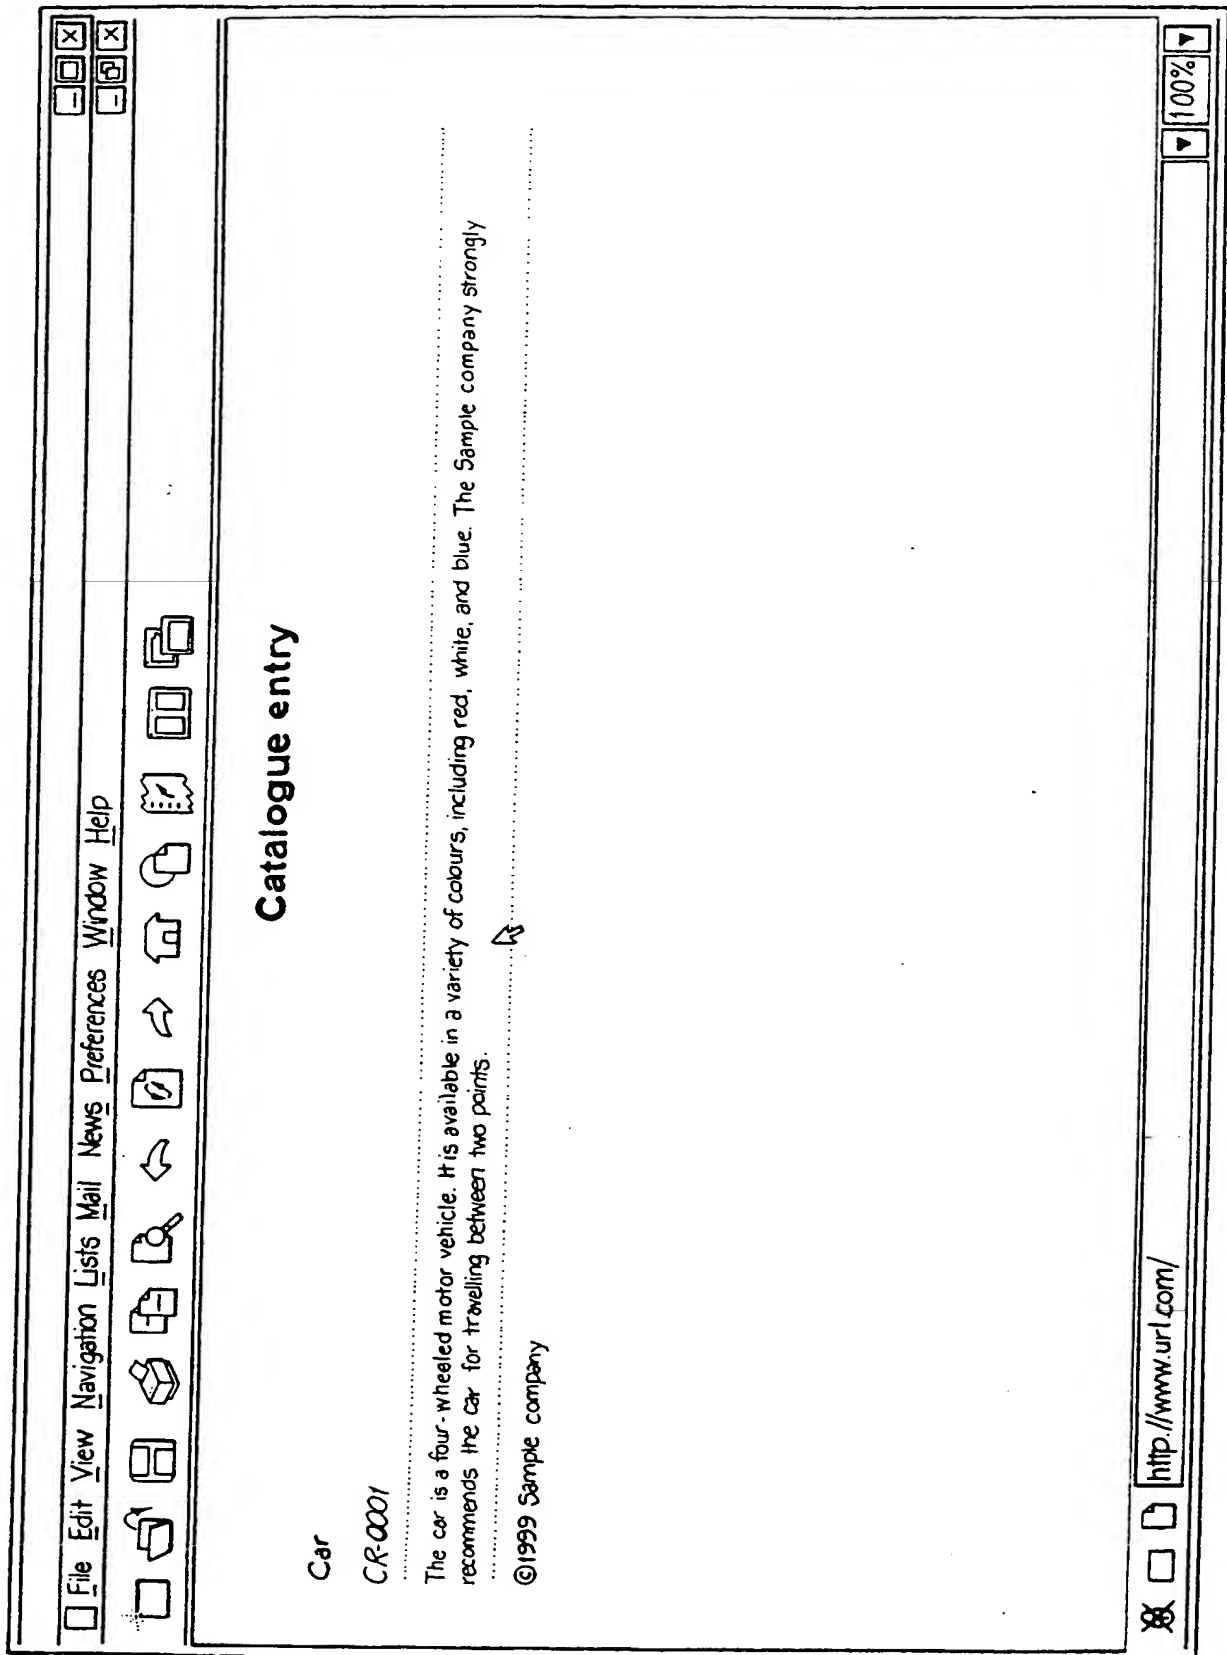 File Edit View Navigation Lists Mail News Preferences Window Help
Catalogue entry
Car
CR-0001
The car is a four-wheeled motor vehicle. It is available in a variety of colours, including red, white, and blue. The Sample company strongly
recommends the car for travelling between two points.
©1999 Sample company
http://www.url.com/
100%